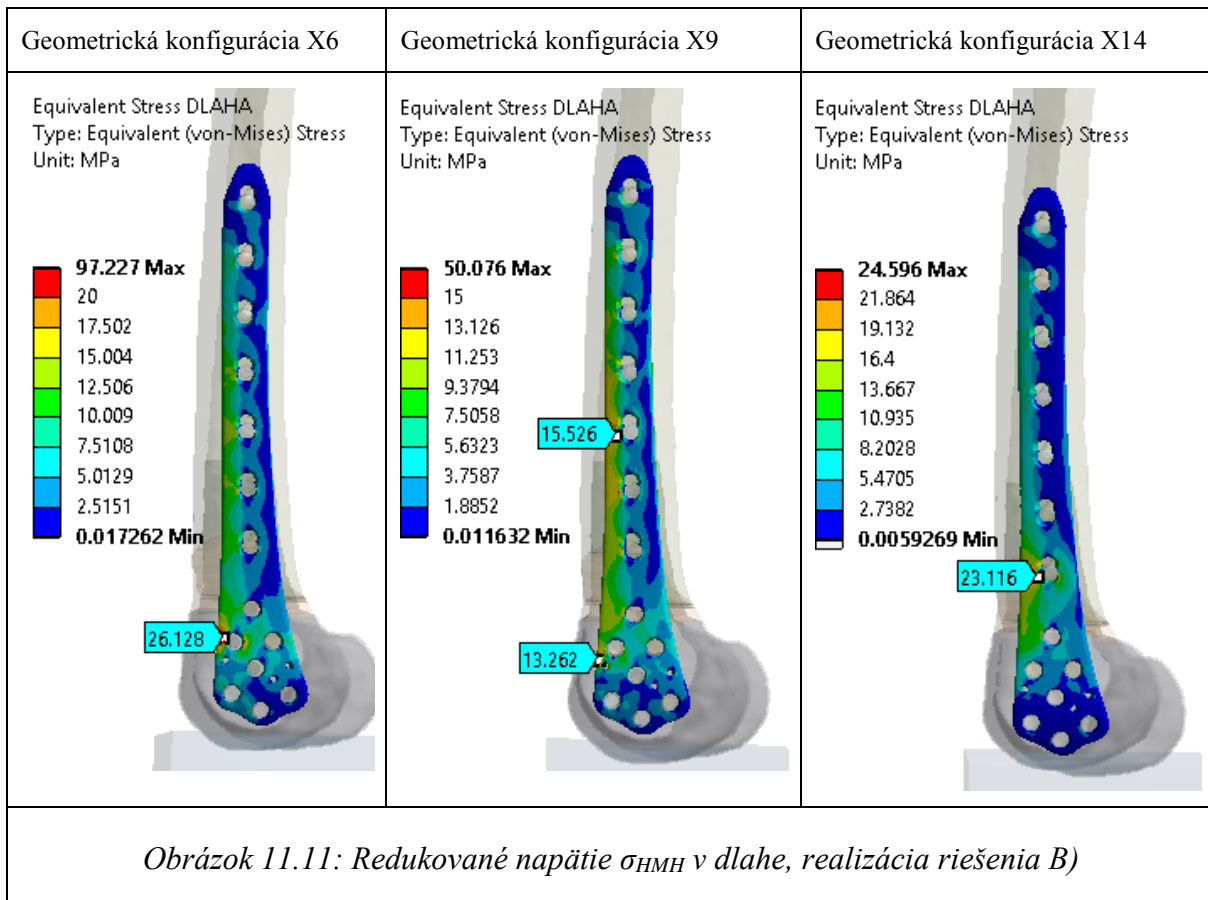 Geometrická konfigurácia X6
Equivalent Stress DLAHA
Type: Equivalent (von-Mises) Stress
Unit: MPa
97.227 Max
20
17.502
15.004
12.506
10.009
7.5108
5.0129
2.5151
0.017262 Min
26.128
Geometrická konfigurácia X9
Equivalent Stress DLAHA
Type: Equivalent (von-Mises) Stress
Unit: MPa
50.076 Max
15
13.126
11.253
9.3794
7.5058
5.6323
3.7587
1.8852
0.011632 Min
15.526
13.262
Geometrická konfigurácia X14
Equivalent Stress DLAHA
Type: Equivalent (von-Mises) Stress
Unit: MPa
24.596 Max
21.864
19.132
16.4
13.667
10.935
8.2028
5.4705
2.7382
0.0059269 Min
23.116
Obrázok 11.11: Redukované napätie σHMH v dlahe, realizácia riešenia B)